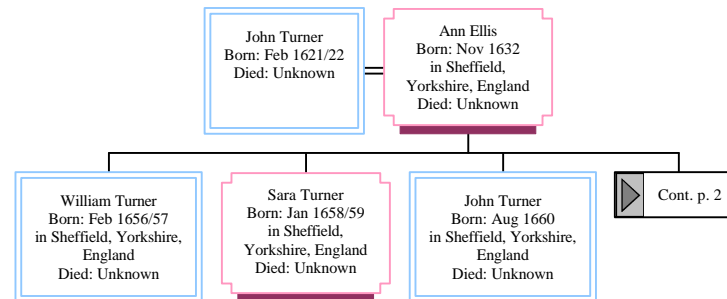 John Turner
Born: Feb 1621/22
Died: Unknown
Ann Ellis
Born: Nov 1632
in Sheffield,
Yorkshire, England
Died: Unknown
William Turner
Born: Feb 1656/57
in Sheffield, Yorkshire,
England
Died: Unknown
Sara Turner
Born: Jan 1658/59
in Sheffield,
Yorkshire, England
Died: Unknown
John Turner
Born: Aug 1660
in Sheffield, Yorkshire,
England
Died: Unknown
Cont. p. 2